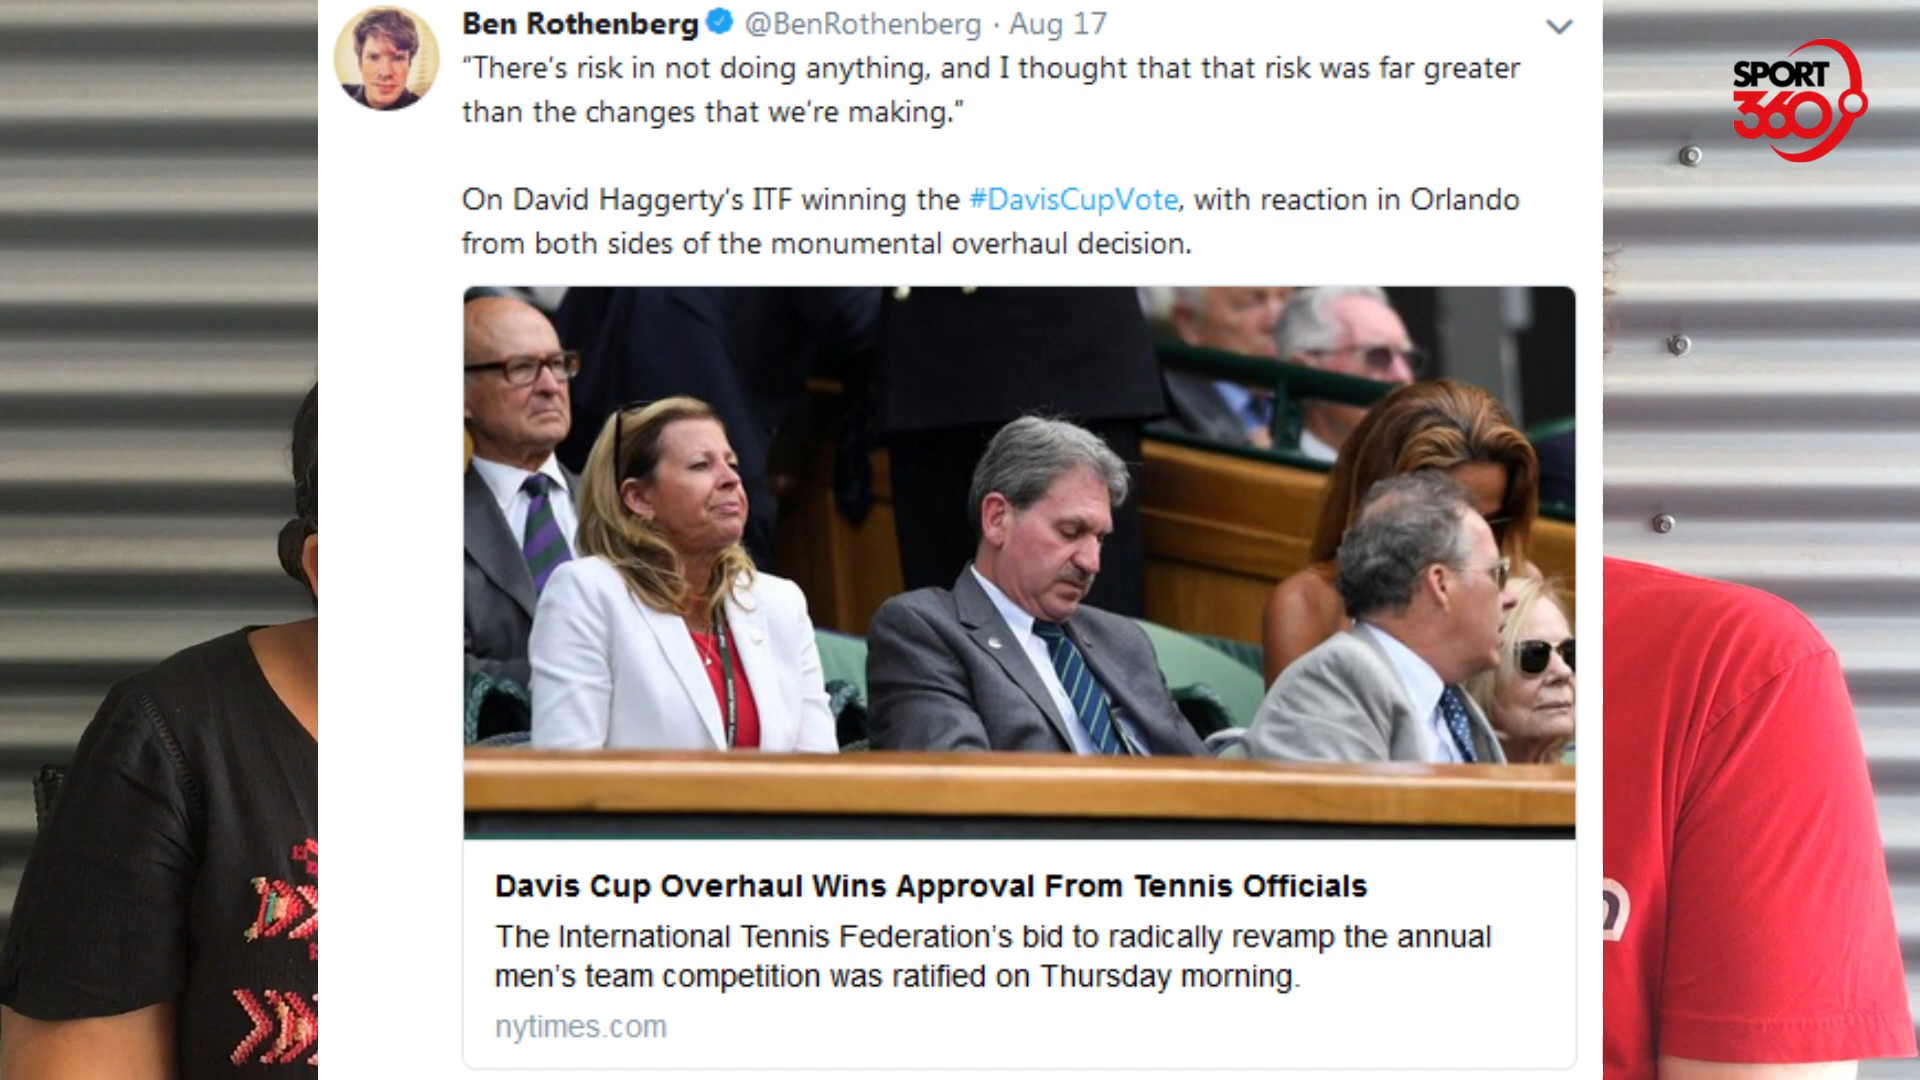 Ben Rothenberg @BenRothenberg · Aug 17
“There’s risk in not doing anything, and I thought that that risk was far greater
than the changes that we’re making.”
On David Haggerty’s ITF winning the #DavisCupVote, with reaction in Orlando
from both sides of the monumental overhaul decision.
Davis Cup Overhaul Wins Approval From Tennis Officials
The International Tennis Federation’s bid to radically revamp the annual
men’s team competition was ratified on Thursday morning.
nytimes.com
SPORT
360